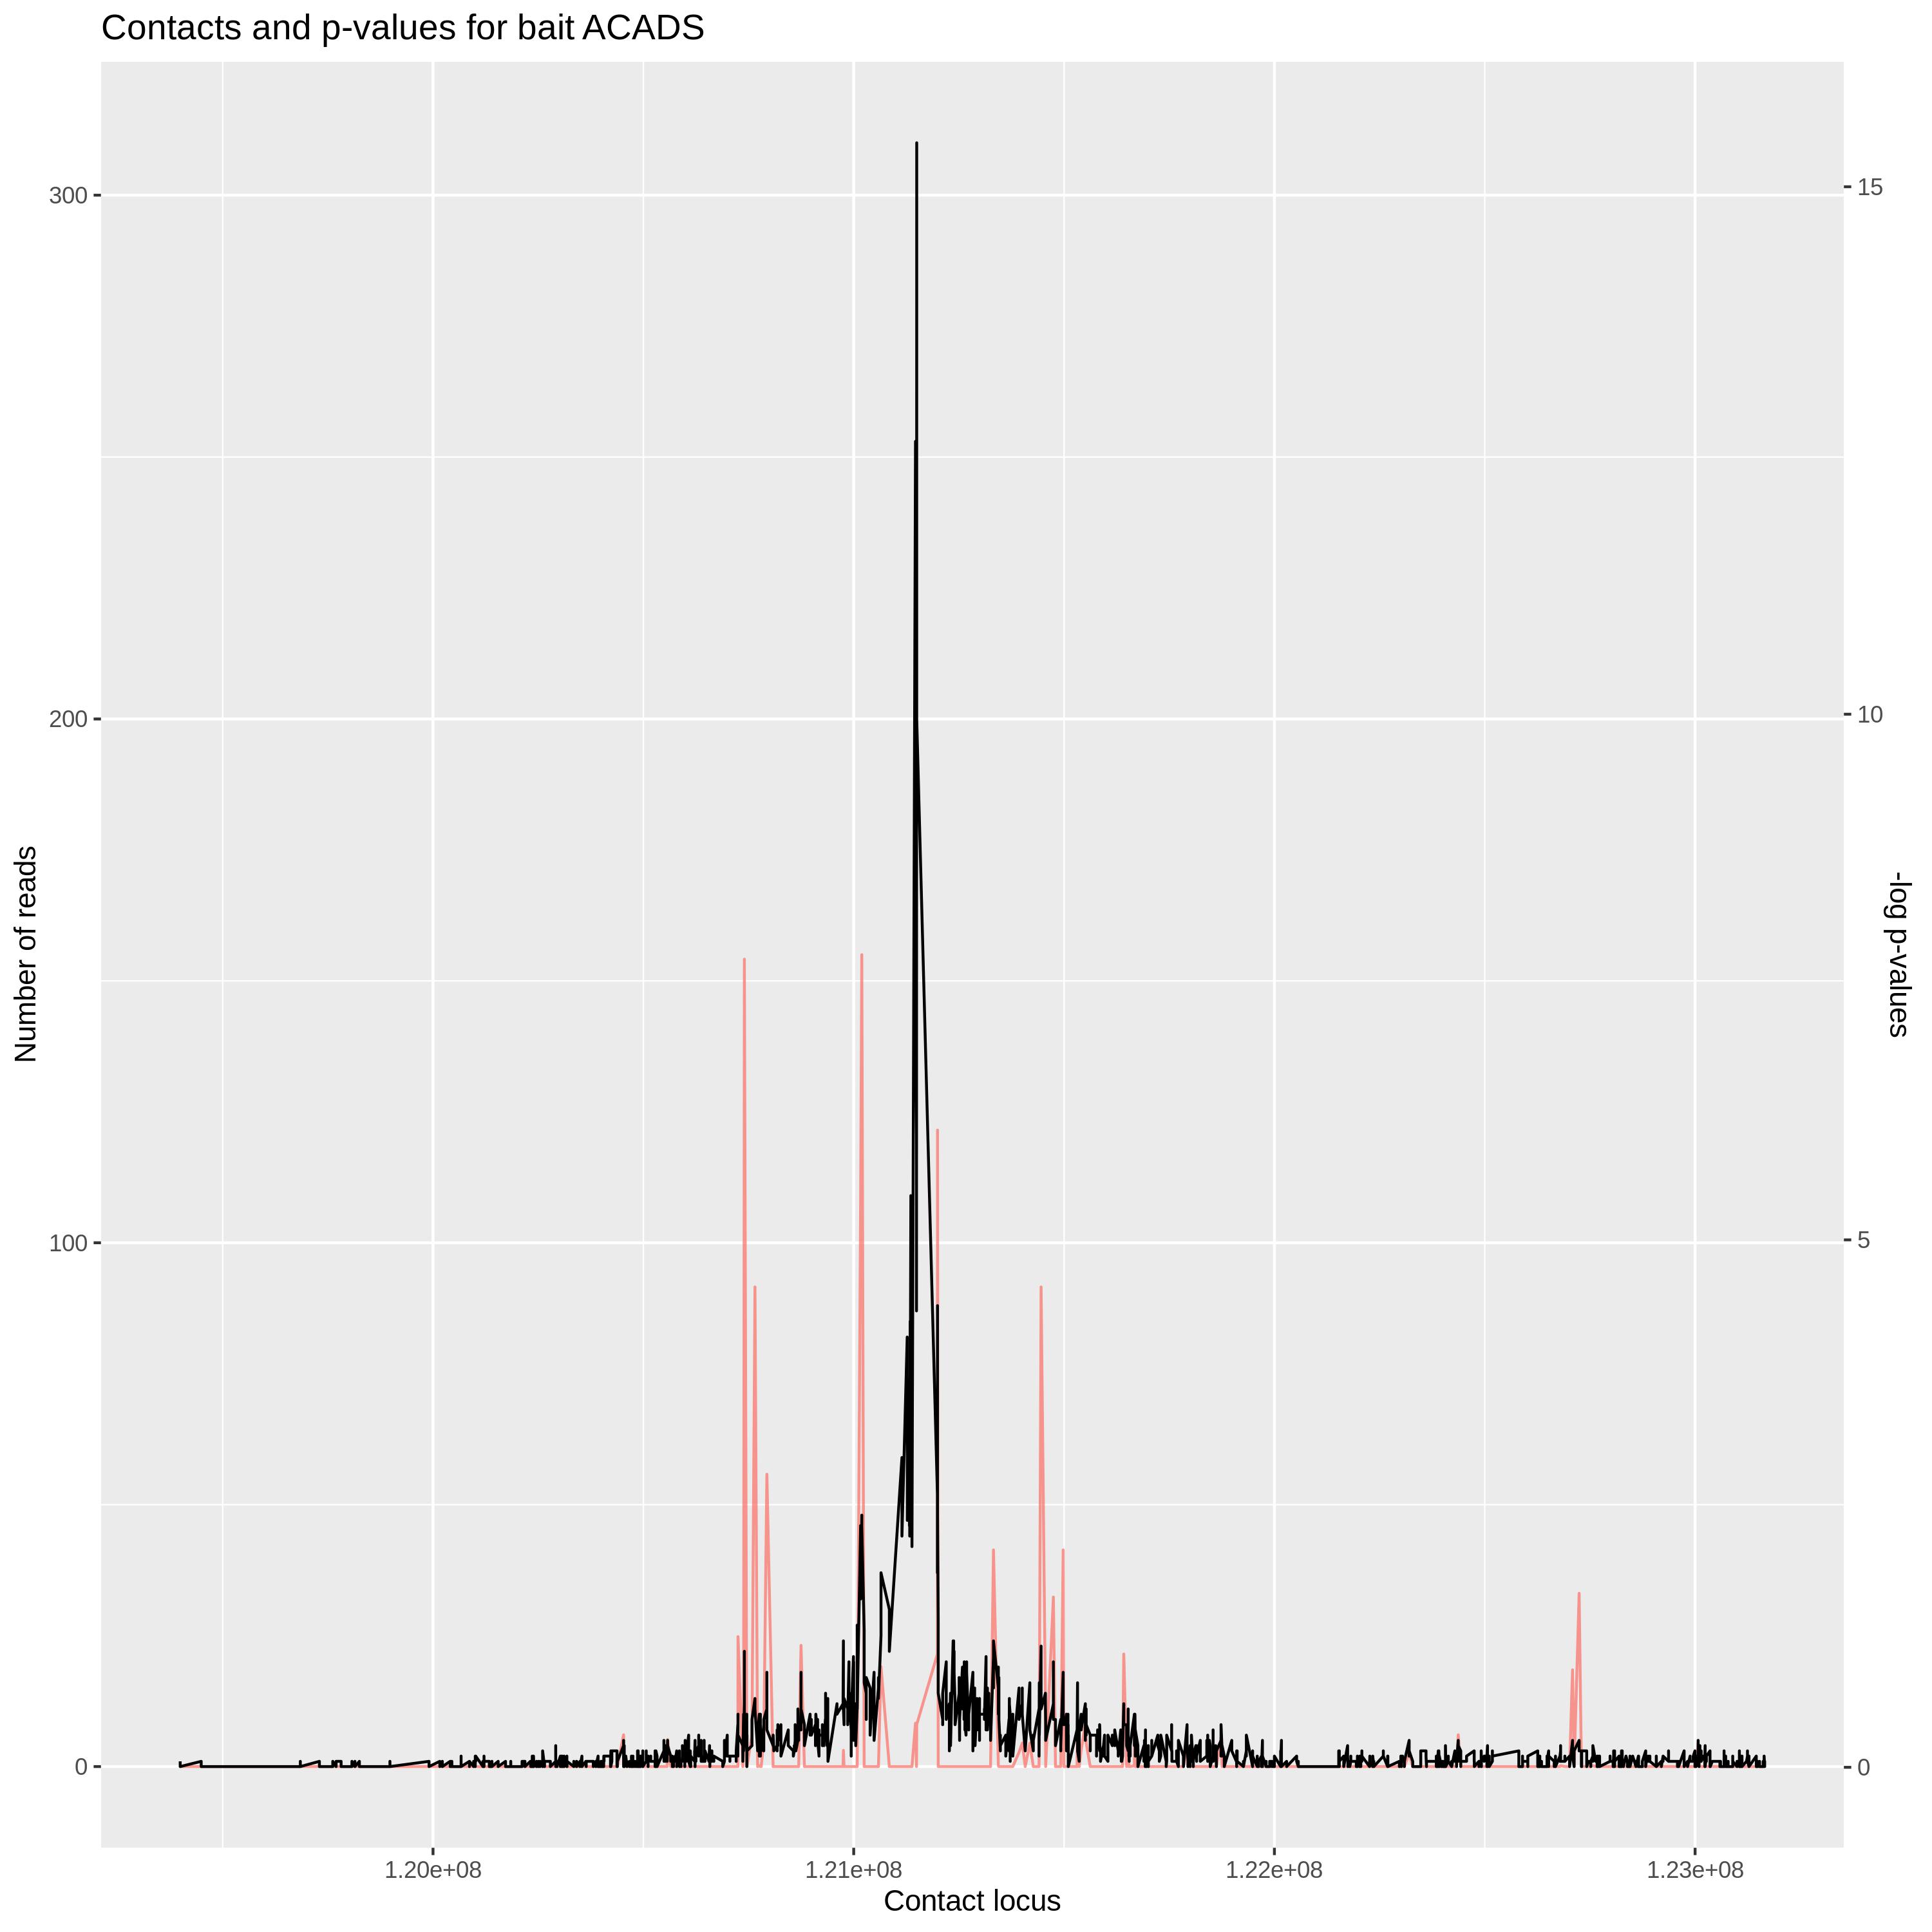 Contacts and p-values for bait ACADS
300
200
100
0
Number of reads
15
10
5
0
-log p-values
1.20e+08
1.21e+08
1.22e+08
1.23e+08
Contact locus